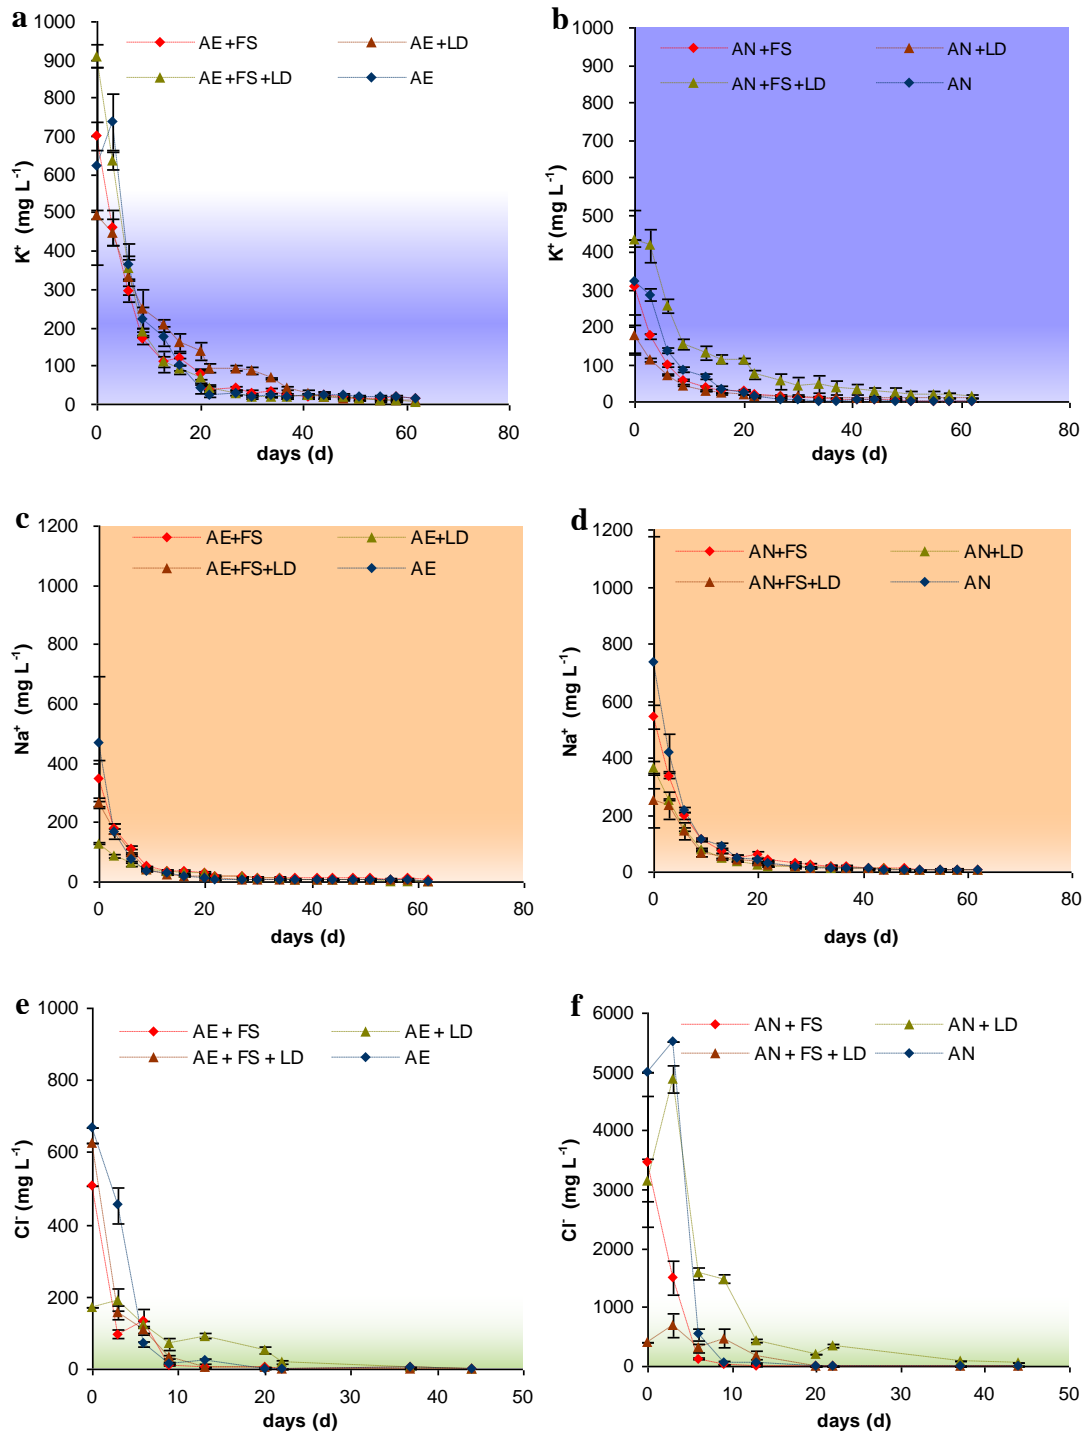 a
AE +FS AE +LD
AE +FS +LD AE
K⁺ (mg L⁻¹)
1000
900
800
700
600
500
400
300
200
100
0
0 20 40 60 80
days (d)
b
AN +FS AN +LD
AN +FS +LD AN
K⁺ (mg L⁻¹)
1000
900
800
700
600
500
400
300
200
100
0
0 20 40 60 80
days (d)
c
AE+FS AE+LD
AE+FS+LD AE
Na⁺ (mg L⁻¹)
1200
1000
800
600
400
200
0
0 20 40 60 80
days (d)
d
AN+FS AN+LD
AN+FS+LD AN
Na⁺ (mg L⁻¹)
1200
1000
800
600
400
200
0
0 20 40 60 80
days (d)
e
AE + FS AE + LD
AE + FS + LD AE
Cl⁻ (mg L⁻¹)
1000
800
600
400
200
0
0 10 20 30 40 50
days (d)
f
AN + FS AN + LD
AN + FS + LD AN
Cl⁻ (mg L⁻¹)
6000
5000
4000
3000
2000
1000
0
0 10 20 30 40 50
days (d)